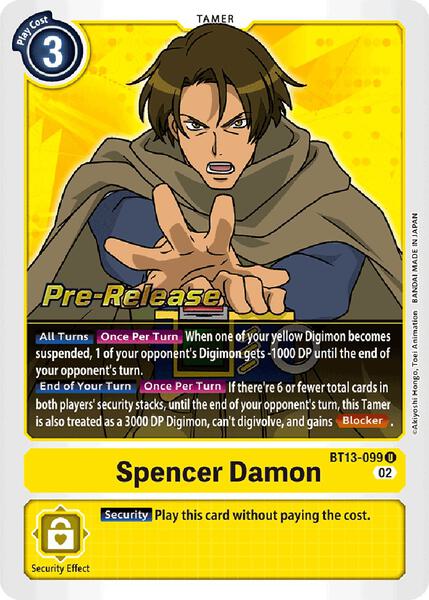 TAMER
Play Cost
3
Pre-Release
All Turns Once Per Turn When one of your yellow Digimon becomes
suspended, 1 of your opponent's Digimon gets -1000 DP until the end of
your opponent's turn.
End of Your Turn Once Per Turn If there're 6 or fewer total cards in
both players' security stacks, until the end of your opponent's turn, this Tamer
is also treated as a 3000 DP Digimon, can't digivolve, and gains Blocker .
©Akiyoshi Hongo, Toei Animation BANDAI MADE IN JAPAN
BT13-099 U
Spencer Damon
02
Security Play this card without paying the cost.
Security Effect